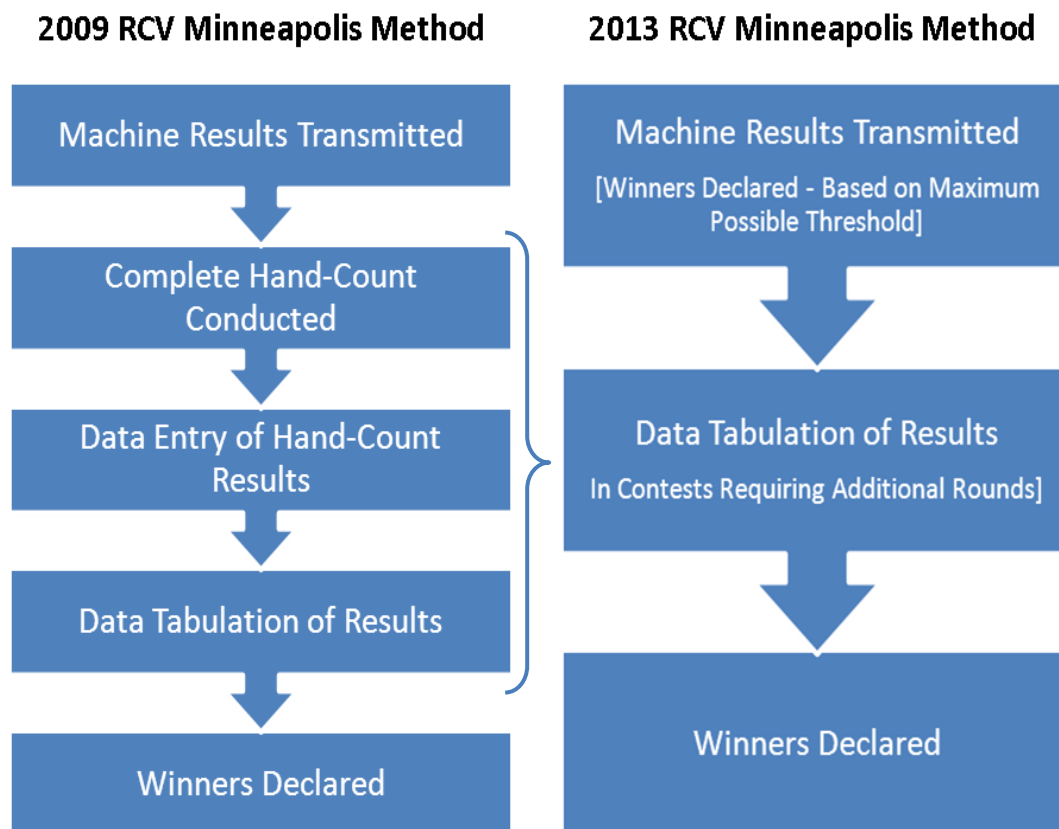 2009 RCV Minneapolis Method
Machine Results Transmitted
Complete Hand-Count
Conducted
Data Entry of Hand-Count
Results
Data Tabulation of Results
Winners Declared
2013 RCV Minneapolis Method
Machine Results Transmitted
[Winners Declared - Based on Maximum
Possible Threshold]
Data Tabulation of Results
In Contests Requiring Additional Rounds]
Winners Declared